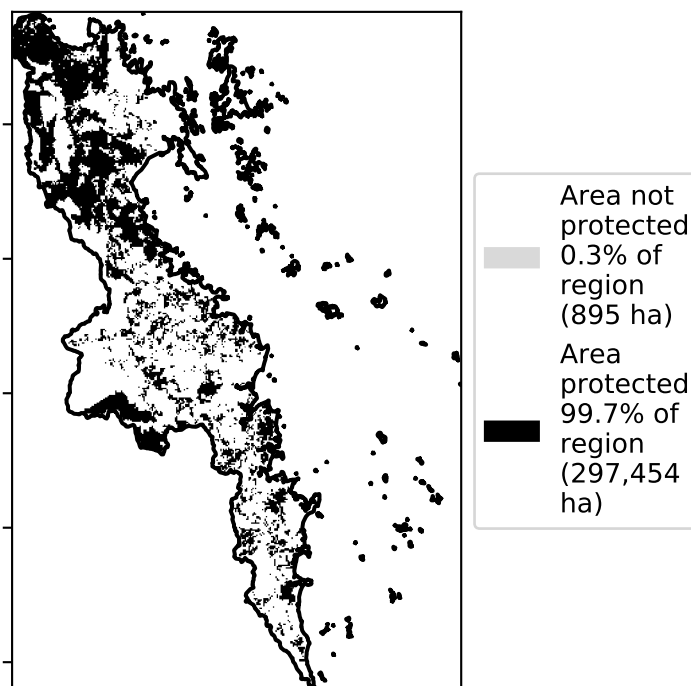 Area not
protected
0.3% of
region
(895 ha)
Area
protected
99.7% of
region
(297,454
ha)